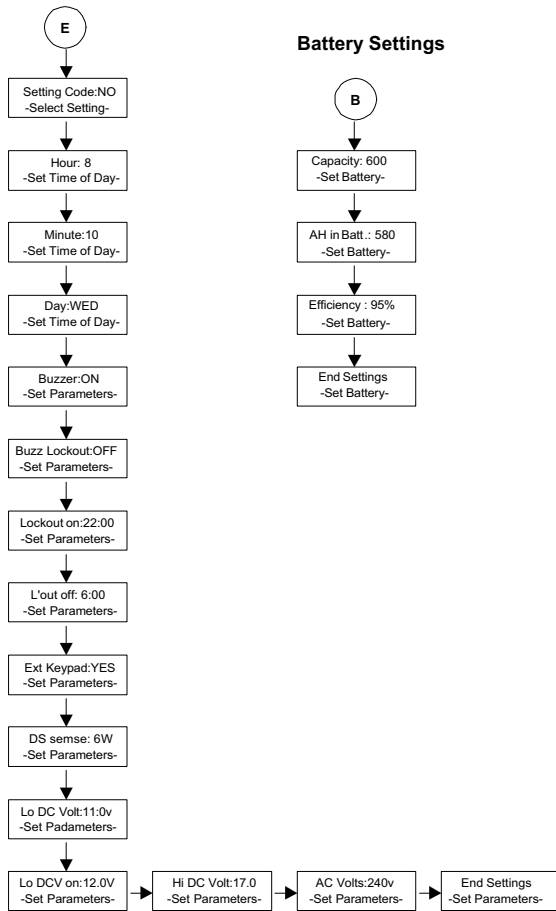 E
Setting Code:NO
-Select Setting-
Hour: 8
-Set Time of Day-
Minute:10
-Set Time of Day-
Day:WED
-Set Time of Day-
Buzzer:ON
-Set Parameters-
Buzz Lockout:OFF
-Set Parameters-
Lockout on:22:00
-Set Parameters-
L'out off: 6:00
-Set Parameters-
Ext Keypad:YES
-Set Parameters-
DS semse: 6W
-Set Parameters-
Lo DC Volt:11:0v
-Set Padameters-
Lo DCV on:12.0V
-Set Parameters-
Hi DC Volt:17.0
-Set Parameters-
AC Volts:240v
-Set Parameters-
End Settings
-Set Parameters-
Battery Settings
B
Capacity: 600
-Set Battery-
AH in Batt.: 580
-Set Battery-
Efficiency : 95%
-Set Battery-
End Settings
-Set Battery-